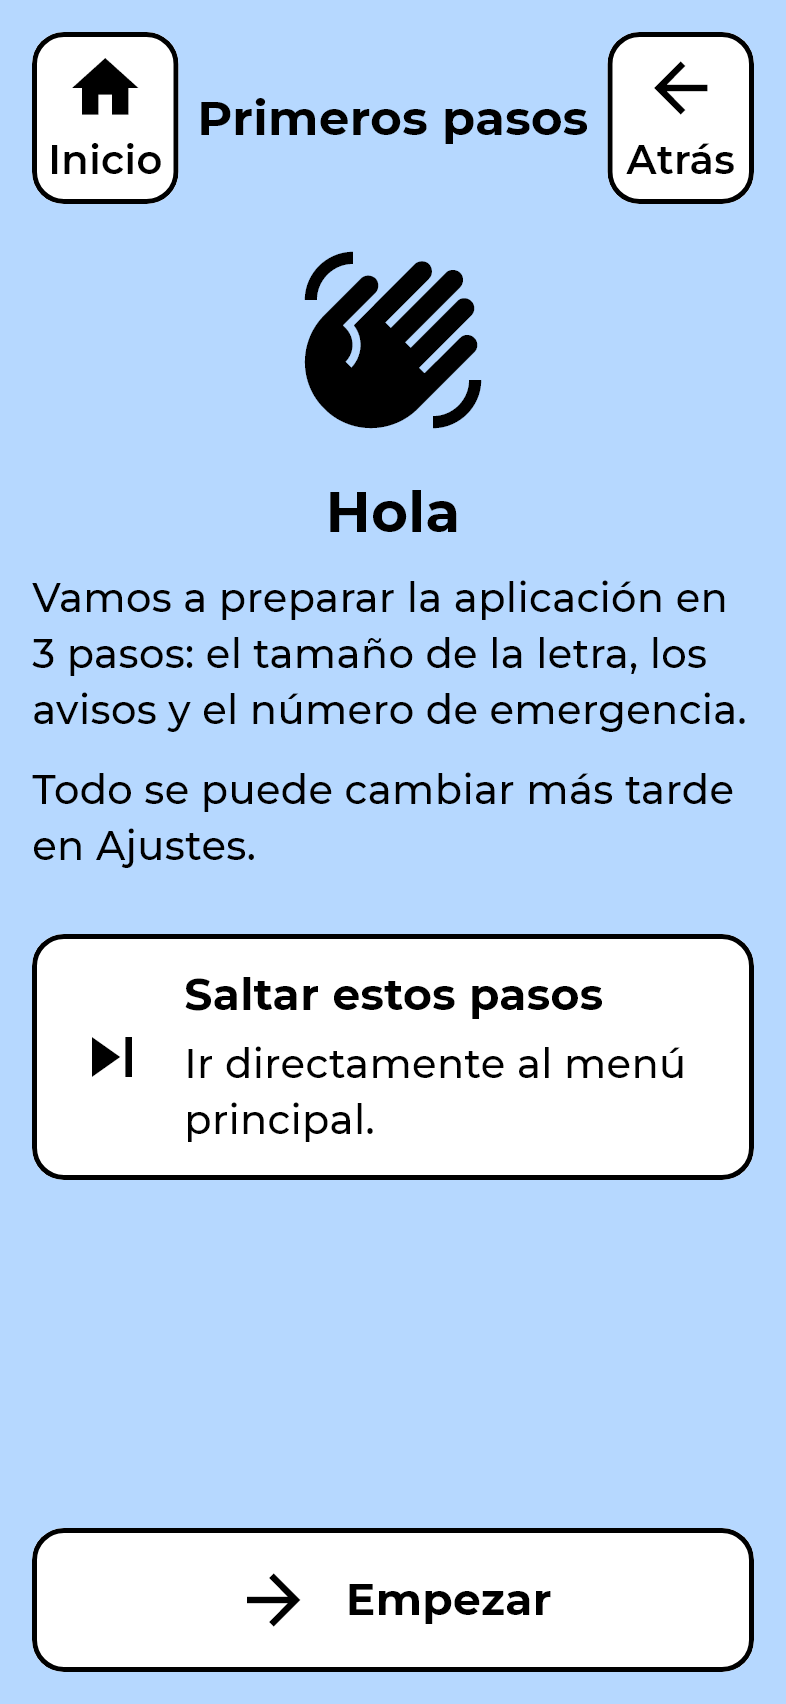 Inicio
Primeros pasos
Atrás
Hola
Vamos a preparar la aplicación en
3 pasos: el tamaño de la letra, los
avisos y el número de emergencia.
Todo se puede cambiar más tarde
en Ajustes.
Saltar estos pasos
Ir directamente al menú
principal.
Empezar